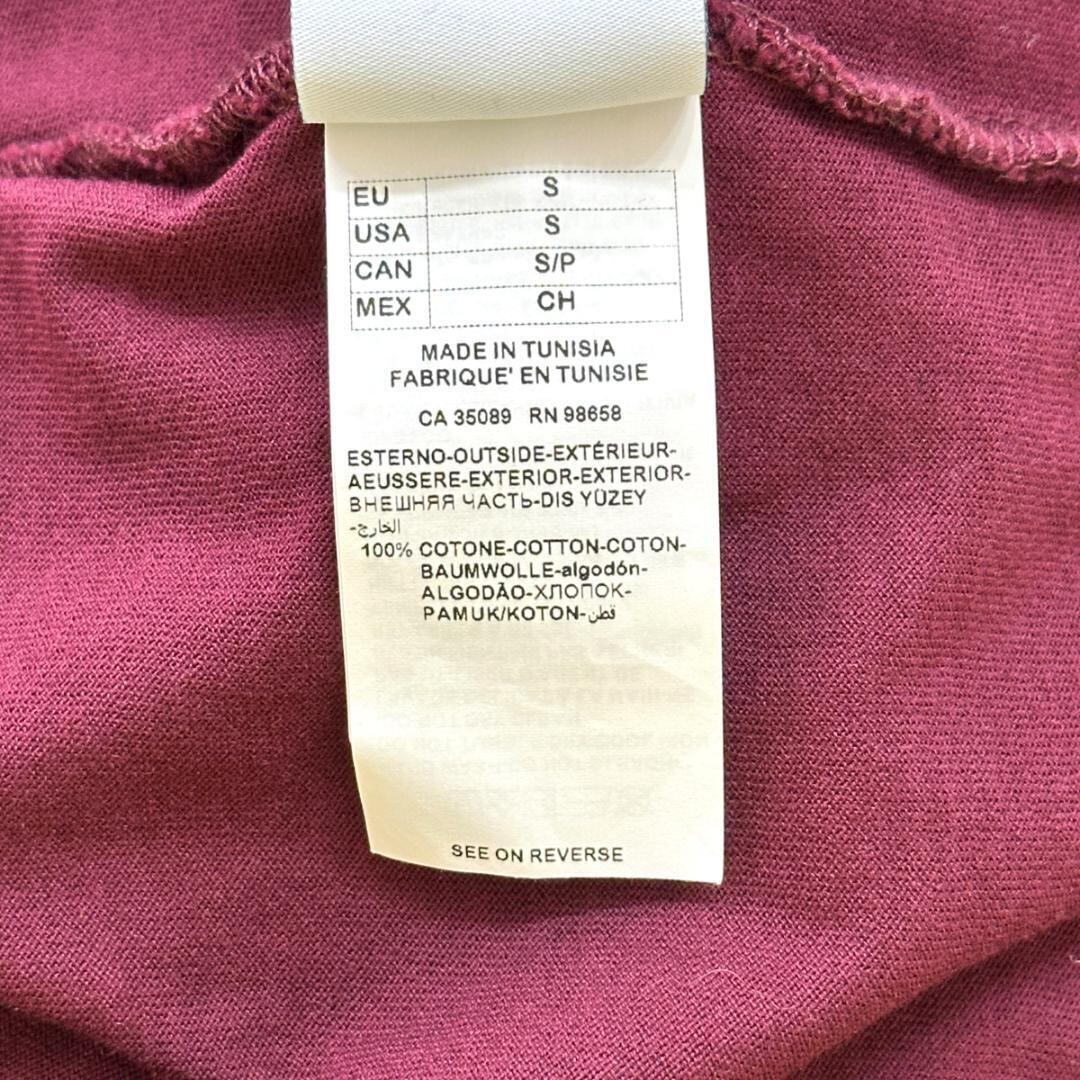 EU S
USA S
CAN S/P
MEX CH
MADE IN TUNISIA
FABRIQUE' EN TUNISIE
CA 35089 RN 98658
ESTERNO-OUTSIDE-EXTÉRIEUR-
AEUSSERE-EXTERIOR-EXTERIOR-
ВНЕШНЯЯ ЧАСТЬ-DIS YÜZEY
الخارج-
100% COTONE-COTTON-COTON-
BAUMWOLLE-algodón-
ALGODÃO-ХЛОПОК-
PAMUK/KOTON-قطن
SEE ON REVERSE